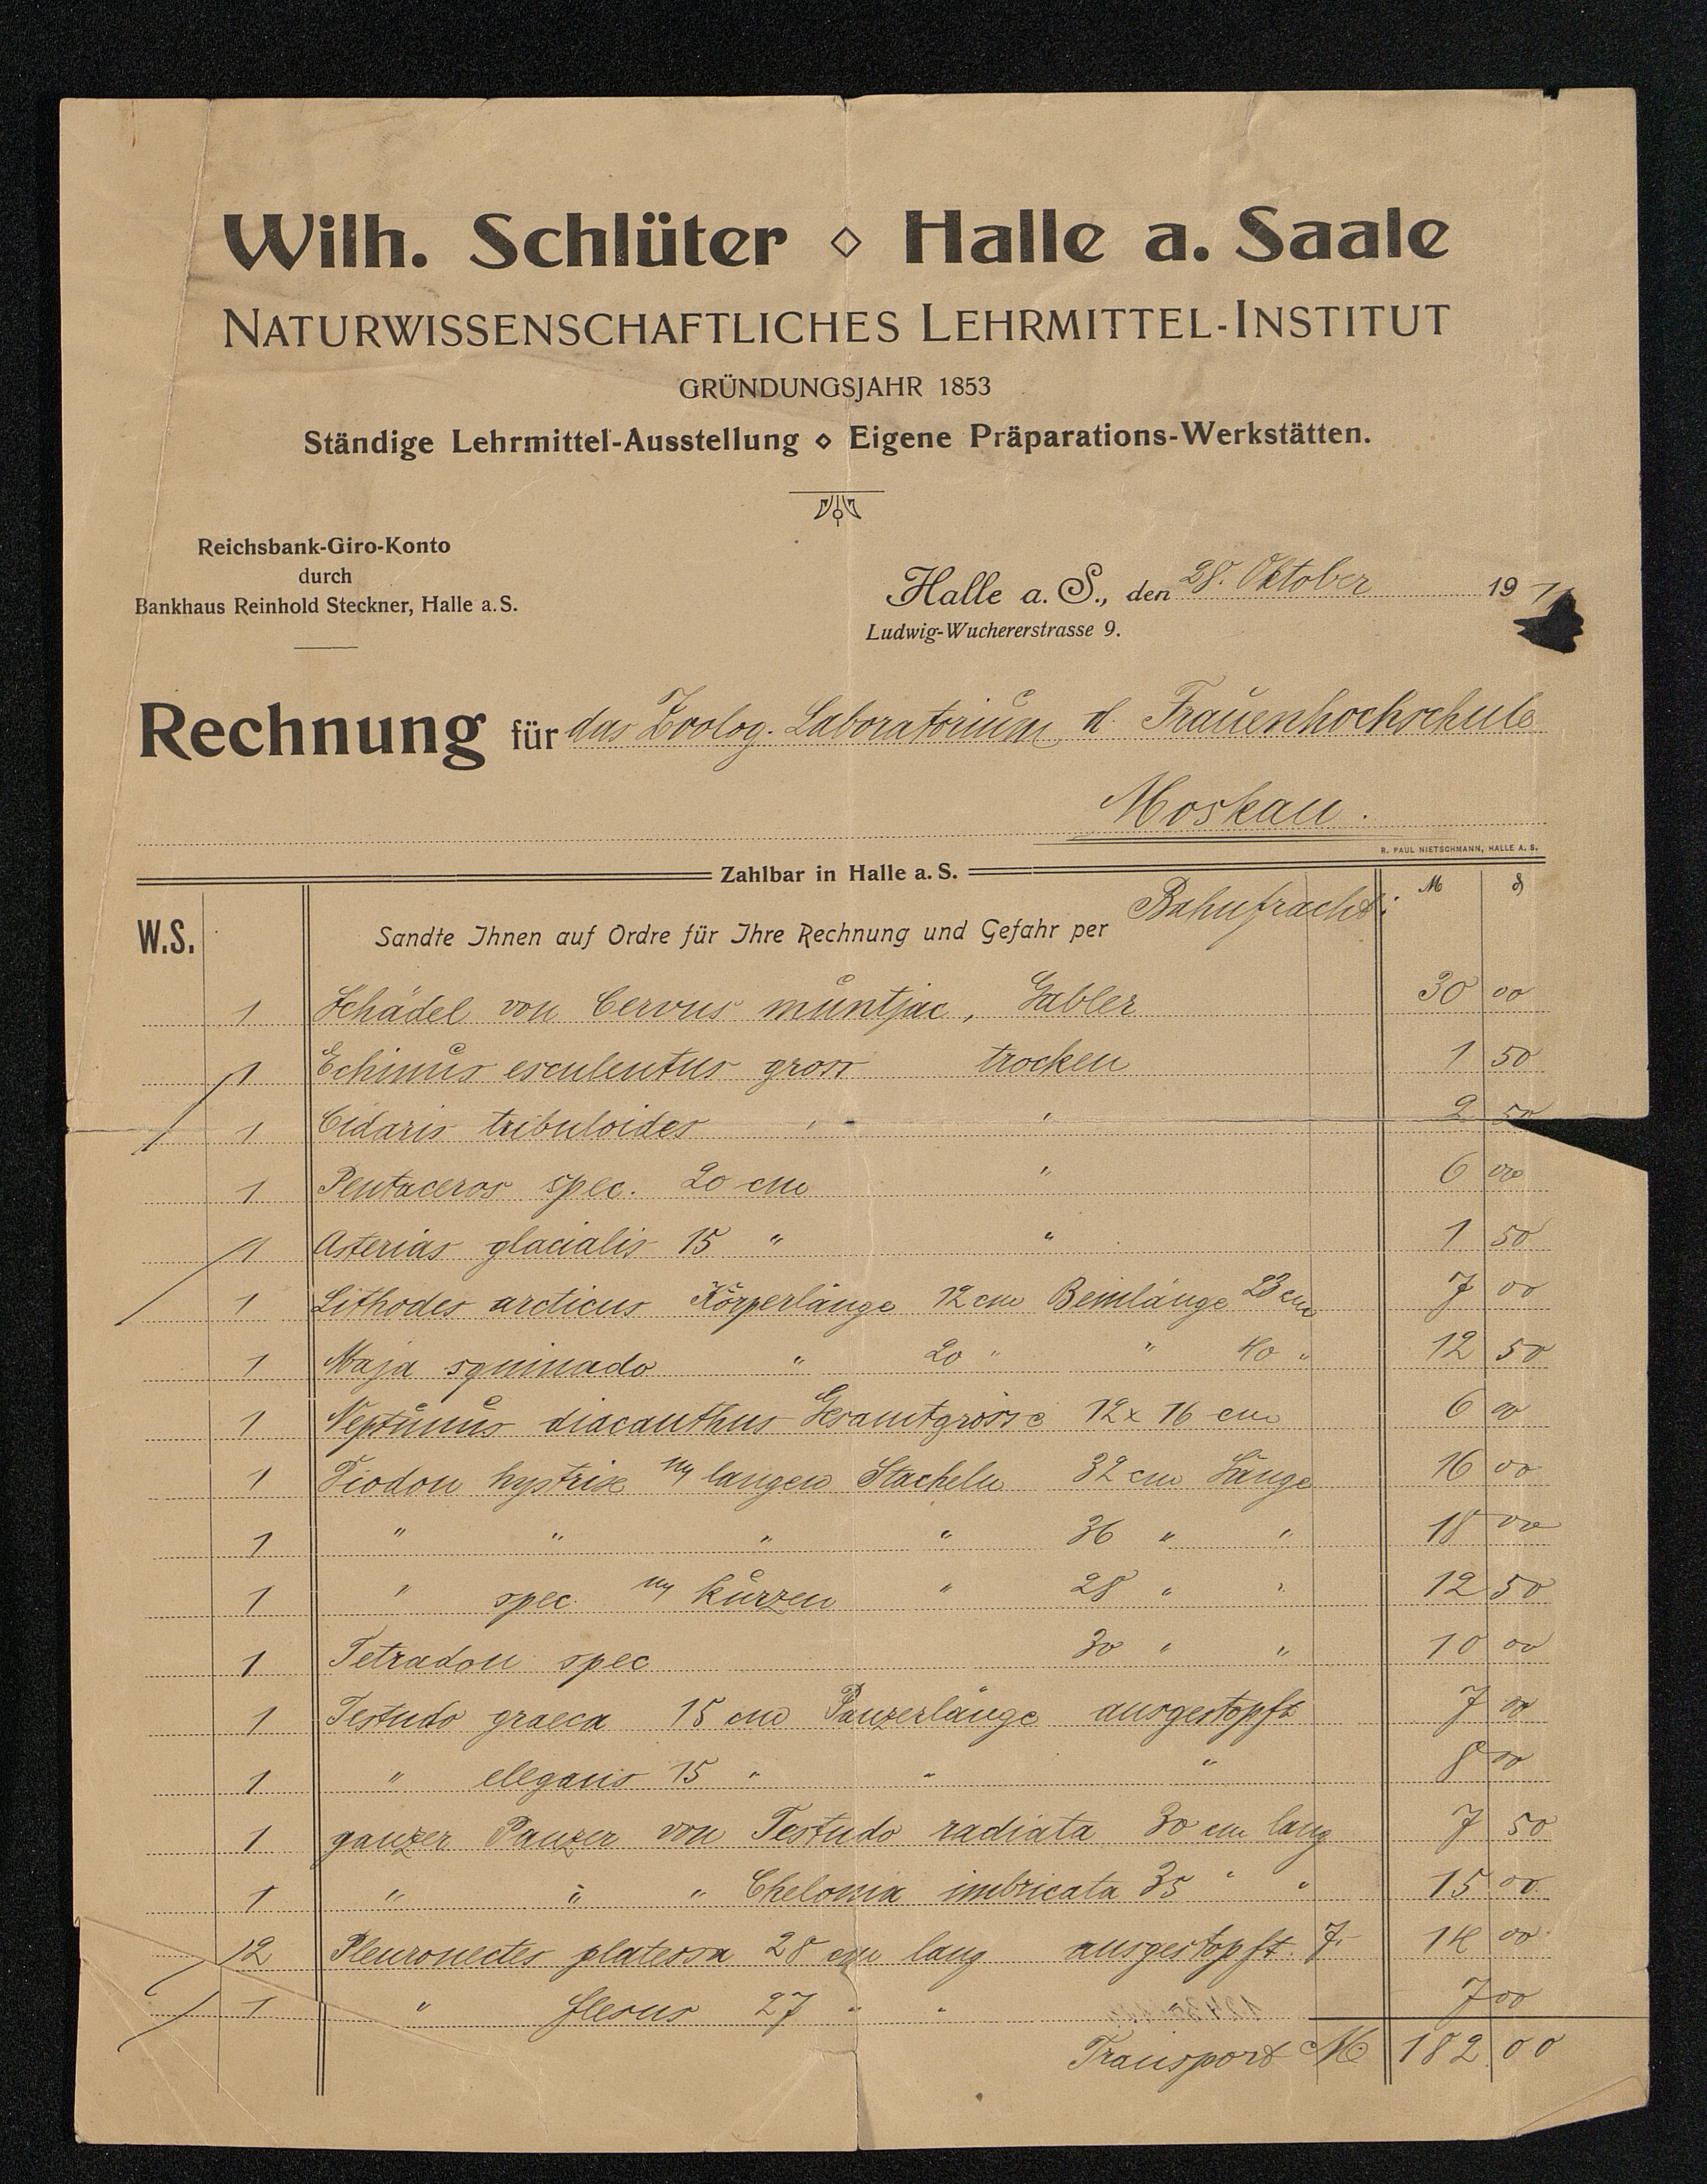 Wilh. Schlüter ◇ Halle a. Saale
NATURWISSENSCHAFTLICHES LEHRMITTEL-INSTITUT
GRÜNDUNGSJAHR 1853
Ständige Lehrmittel-Ausstellung ◇ Eigene Präparations-Werkstätten.
Reichsbank-Giro-Konto
durch
Bankhaus Reinhold Steckner, Halle a. S.
Halle a. S., den 28. Oktober 19
Ludwig-Wuchererstrasse 9.
Rechnung für das Zoolog. Laboratorium d. Frauenhochschule
Moskau.
R. PAUL NIETSCHMANN, HALLE A. S.
Zahlbar in Halle a. S.
W.S. Sandte Ihnen auf Ordre für Ihre Rechnung und Gefahr per Bahnfracht: M ₰
1 Schädel von Cervus muntjac, Gabler 30 00
1 Echinus esculentus gross trocken 1 50
1 Cidaris tribuloides " " 2 50
1 Pentaceros spec. 20 cm " 6 00
1 Asterias glacialis 15 " " 1 50
1 Lithodes arcticus Körperlänge 12 cm Beinlänge 23 cm 7 00
1 Maja squinado " 20 " " 40 " 12 50
1 Neptunus diacanthus Gesamtgrösse 12 x 16 cm 6 00
1 Diodon hystrix m/ langen Stacheln 32 cm Länge 16 00
1 " " " " 36 " " 18 00
1 " spec. m/ kurzen " 28 " " 12 50
1 Tetradon spec 30 " " 10 00
1 Testudo graeca 15 cm Panzerlänge ausgestopft 7 00
1 " elegans 15 " " " 8 00
1 ganzer Panzer von Testudo radiata 30 cm lang 7 50
1 " " " Chelonia imbricata 35 " " 15 00
2 Pleuronectes platessa 28 cm lang ausgestopft. 7.- 14 00
1 " flesus 27 " " 7 00
Transport M 182 00